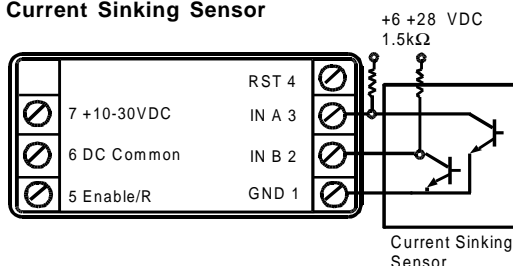 Current Sinking Sensor
+6 +28 VDC
1.5kΩ
RST 4
7 +10-30VDC
IN A 3
6 DC Common
IN B 2
5 Enable/R
GND 1
Current Sinking
Sensor